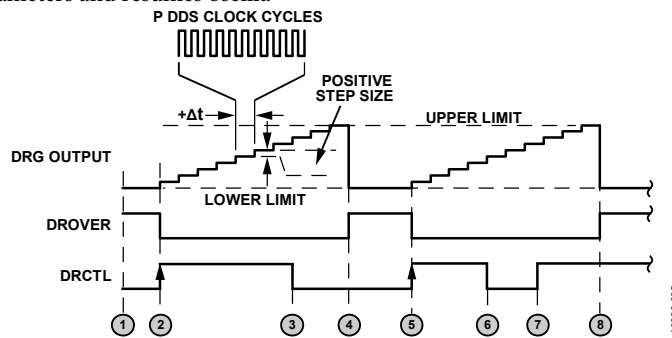 P DDS CLOCK CYCLES
POSITIVE
STEP SIZE
+Δt
UPPER LIMIT
DRG OUTPUT
LOWER LIMIT
DROVER
DRCTL
1 2 3 4 5 6 7 8